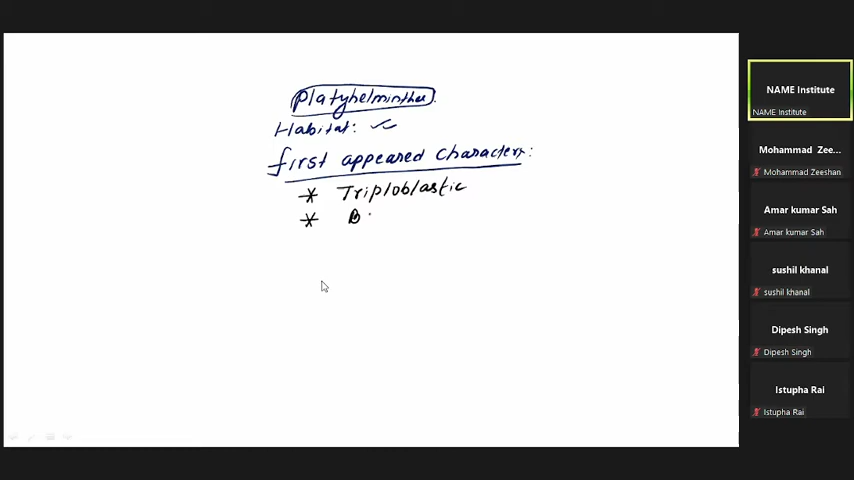 Platyhelminthes.
Habitat: ✓
first appeared characters:
* Triploblastic
* B
NAME Institute
NAME Institute
Mohammad Zee...
Mohammad Zeeshan
Amar kumar Sah
Amar kumar Sah
sushil khanal
sushil khanal
Dipesh Singh
Dipesh Singh
Istupha Rai
Istupha Rai